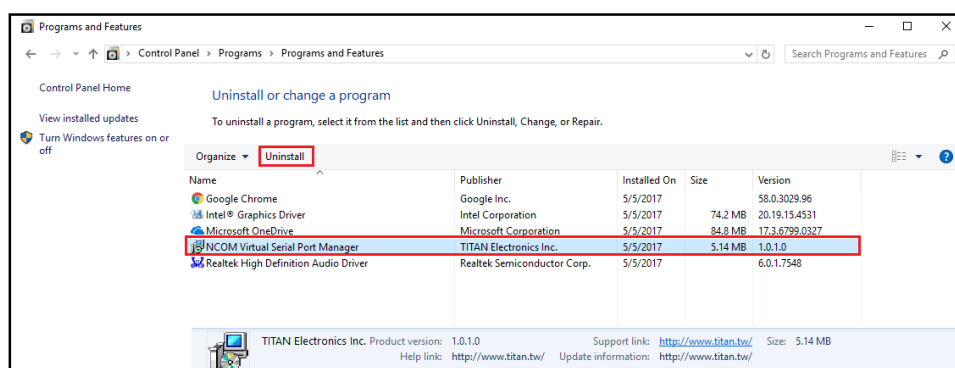 Programs and Features
Control Panel > Programs > Programs and Features
Search Programs and Features
Control Panel Home
View installed updates
Turn Windows features on or
off
Uninstall or change a program
To uninstall a program, select it from the list and then click Uninstall, Change, or Repair.
Organize Uninstall
Name Publisher Installed On Size Version
Google Chrome Google Inc. 5/5/2017 58.0.3029.96
Intel® Graphics Driver Intel Corporation 5/5/2017 74.2 MB 20.19.15.4531
Microsoft OneDrive Microsoft Corporation 5/5/2017 84.8 MB 17.3.6799.0327
NCOM Virtual Serial Port Manager TITAN Electronics Inc. 5/5/2017 5.14 MB 1.0.1.0
Realtek High Definition Audio Driver Realtek Semiconductor Corp. 5/5/2017 6.0.1.7548
TITAN Electronics Inc. Product version: 1.0.1.0 Support link: http://www.titan.tw/ Size: 5.14 MB
Help link: http://www.titan.tw/ Update information: http://www.titan.tw/